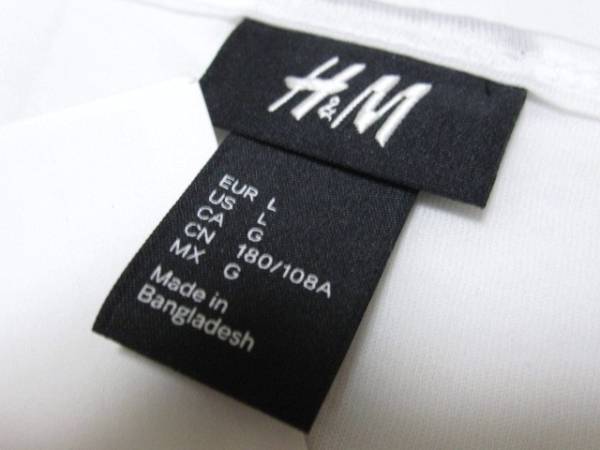 H&M
EUR L
US L
CA G
CN 180/108A
MX G
Made in
Bangladesh